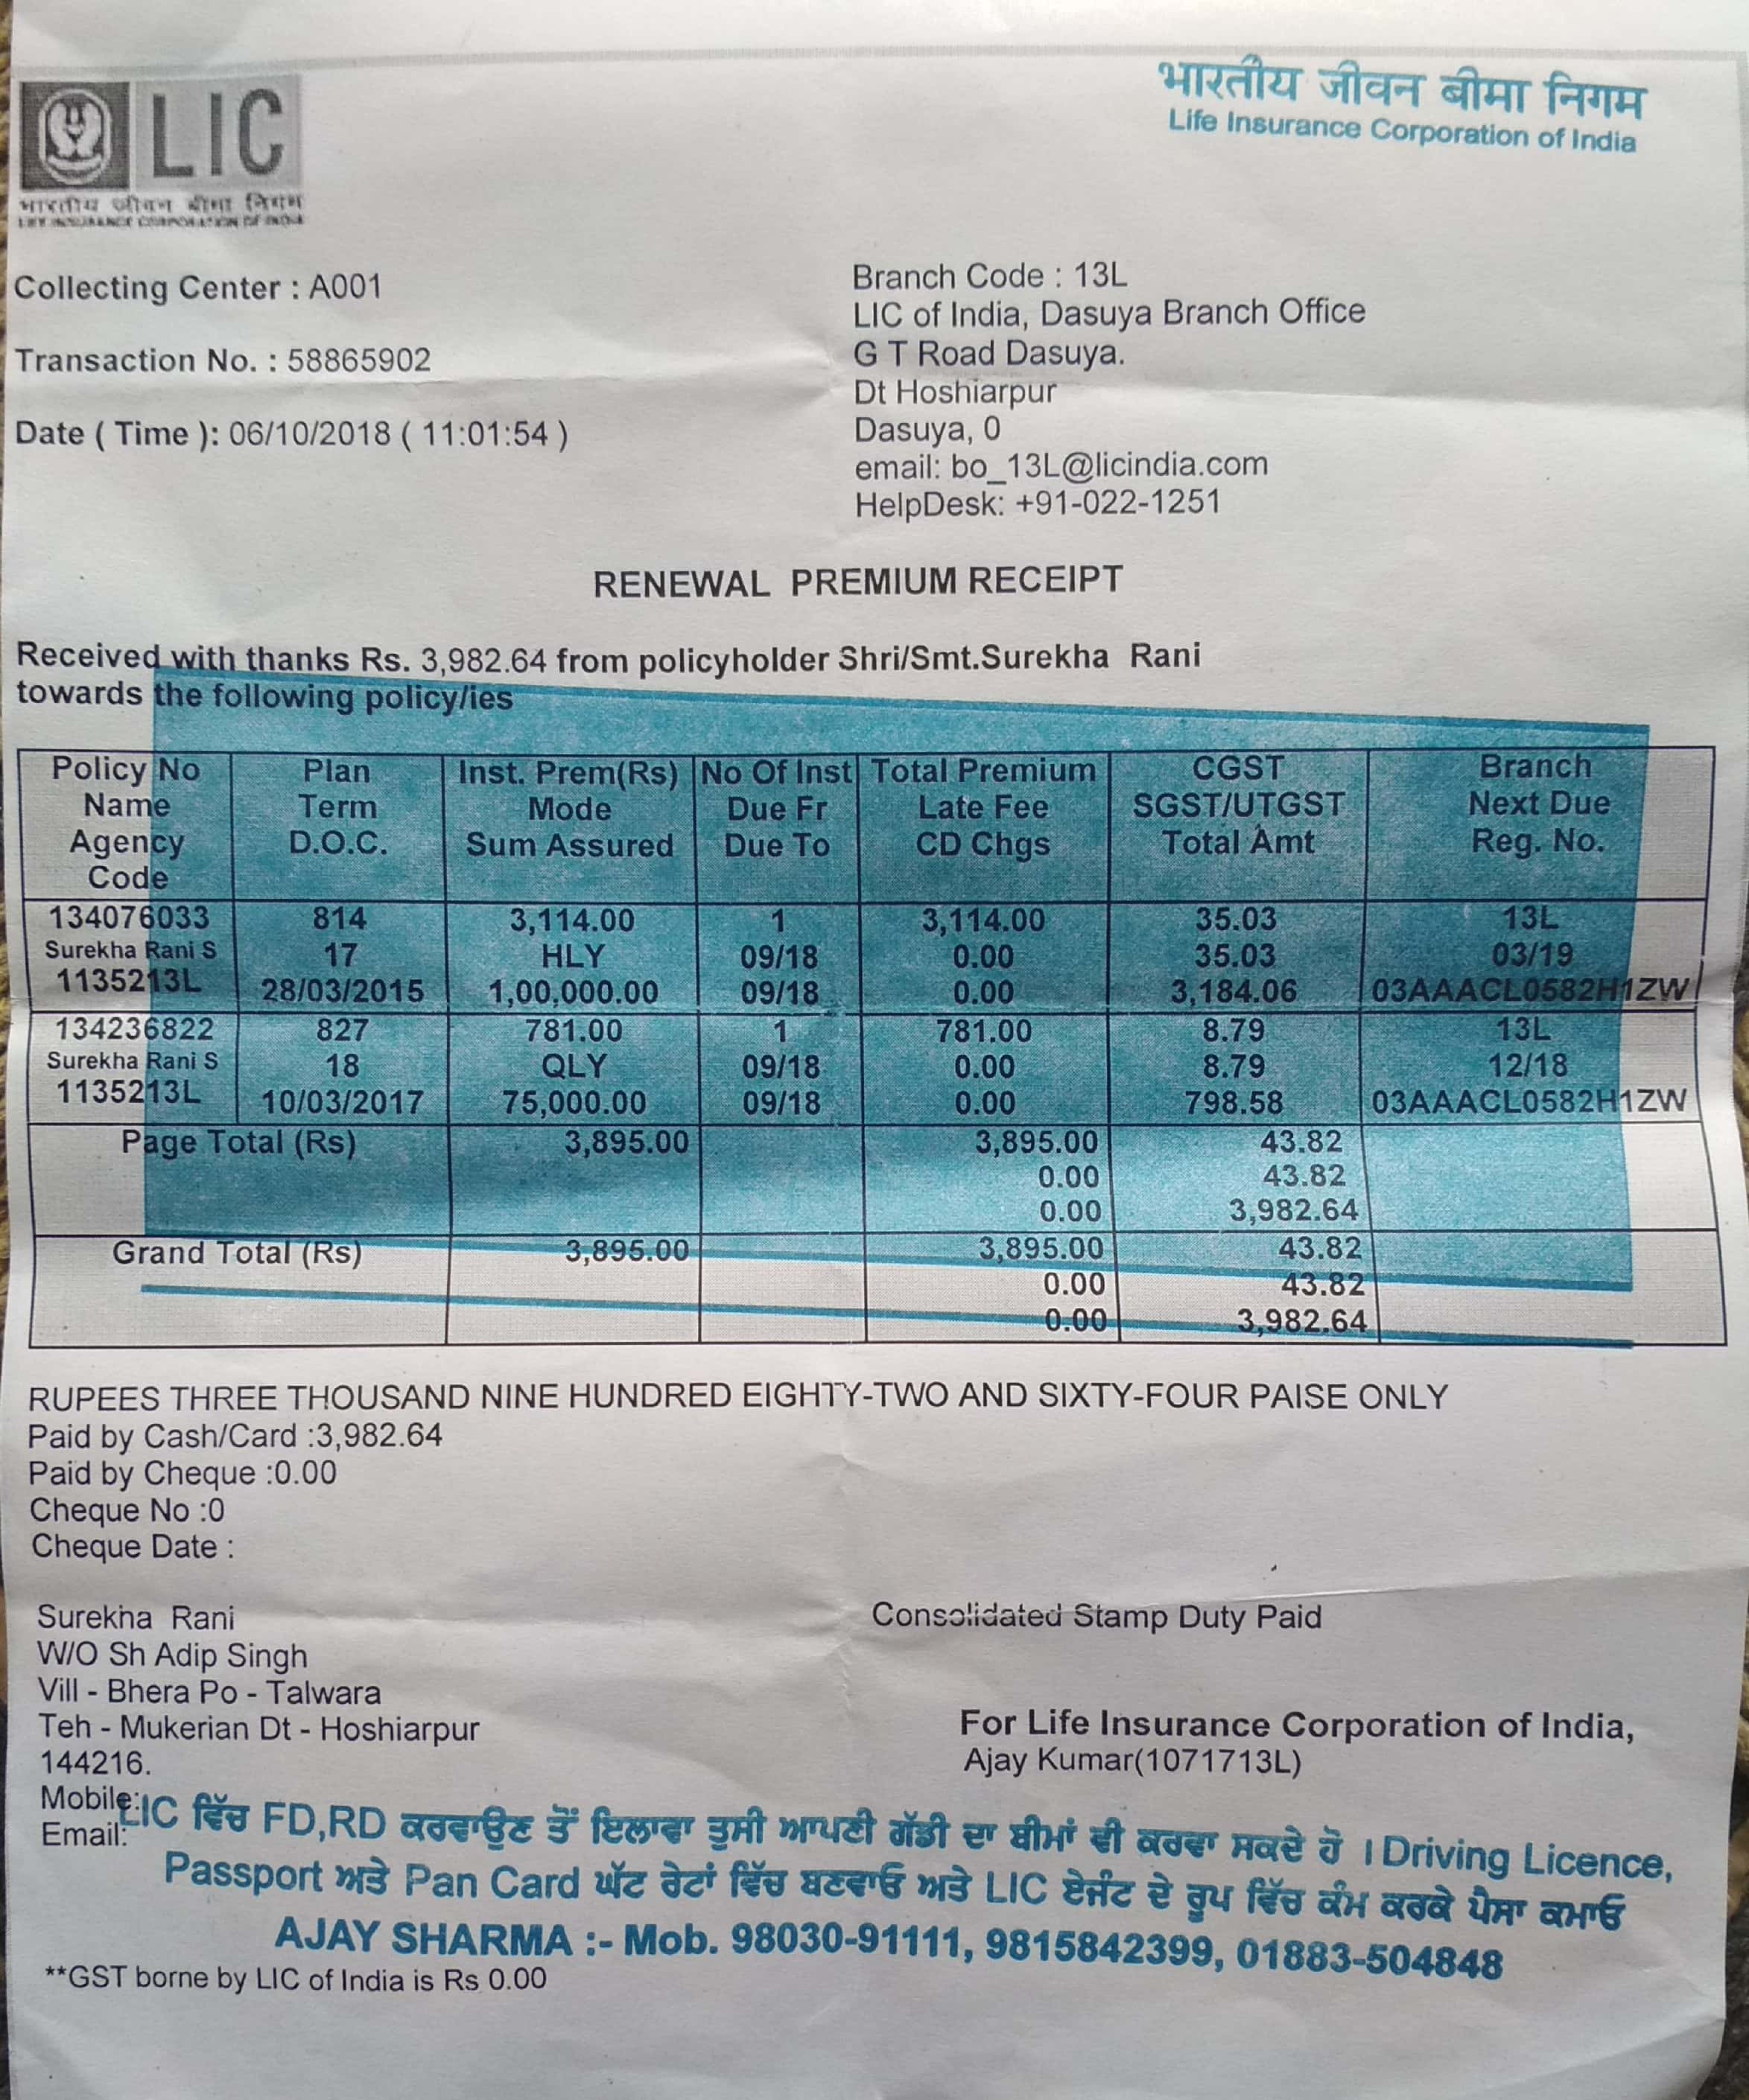 LIC
भारतीय जीवन बीमा निगम
LIFE INSURANCE CORPORATION OF INDIA
भारतीय जीवन बीमा निगम
Life Insurance Corporation of India
Collecting Center : A001
Transaction No. : 58865902
Date ( Time ): 06/10/2018 ( 11:01:54 )
Branch Code : 13L
LIC of India, Dasuya Branch Office
G T Road Dasuya.
Dt Hoshiarpur
Dasuya, 0
email: bo_13L@licindia.com
HelpDesk: +91-022-1251
RENEWAL PREMIUM RECEIPT
Received with thanks Rs. 3,982.64 from policyholder Shri/Smt.Surekha Rani
towards the following policy/ies
Policy No Plan Inst. Prem(Rs) No Of Inst Total Premium CGST Branch
Name Term Mode Due Fr Late Fee SGST/UTGST Next Due
Agency D.O.C. Sum Assured Due To CD Chgs Total Amt Reg. No.
Code
134076033 814 3,114.00 1 3,114.00 35.03 13L
Surekha Rani S 17 HLY 09/18 0.00 35.03 03/19
1135213L 28/03/2015 1,00,000.00 09/18 0.00 3,184.06 03AAACL0582H1ZW
134236822 827 781.00 1 781.00 8.79 13L
Surekha Rani S 18 QLY 09/18 0.00 8.79 12/18
1135213L 10/03/2017 75,000.00 09/18 0.00 798.58 03AAACL0582H1ZW
Page Total (Rs) 3,895.00 3,895.00 43.82
0.00 43.82
0.00 3,982.64
Grand Total (Rs) 3,895.00 3,895.00 43.82
0.00 43.82
0.00 3,982.64
RUPEES THREE THOUSAND NINE HUNDRED EIGHTY-TWO AND SIXTY-FOUR PAISE ONLY
Paid by Cash/Card :3,982.64
Paid by Cheque :0.00
Cheque No :0
Cheque Date :
Surekha Rani
W/O Sh Adip Singh
Vill - Bhera Po - Talwara
Teh - Mukerian Dt - Hoshiarpur
144216.
Mobile:
Email:
Consolidated Stamp Duty Paid
For Life Insurance Corporation of India,
Ajay Kumar(1071713L)
LIC ਵਿੱਚ FD,RD ਕਰਵਾਉਣ ਤੋਂ ਇਲਾਵਾ ਤੁਸੀ ਆਪਣੀ ਗੱਡੀ ਦਾ ਬੀਮਾਂ ਵੀ ਕਰਵਾ ਸਕਦੇ ਹੋ । Driving Licence,
Passport ਅਤੇ Pan Card ਘੱਟ ਰੇਟਾਂ ਵਿੱਚ ਬਣਵਾਓ ਅਤੇ LIC ਏਜੰਟ ਦੇ ਰੂਪ ਵਿੱਚ ਕੰਮ ਕਰਕੇ ਪੈਸਾ ਕਮਾਓ
AJAY SHARMA :- Mob. 98030-91111, 9815842399, 01883-504848
**GST borne by LIC of India is Rs 0.00